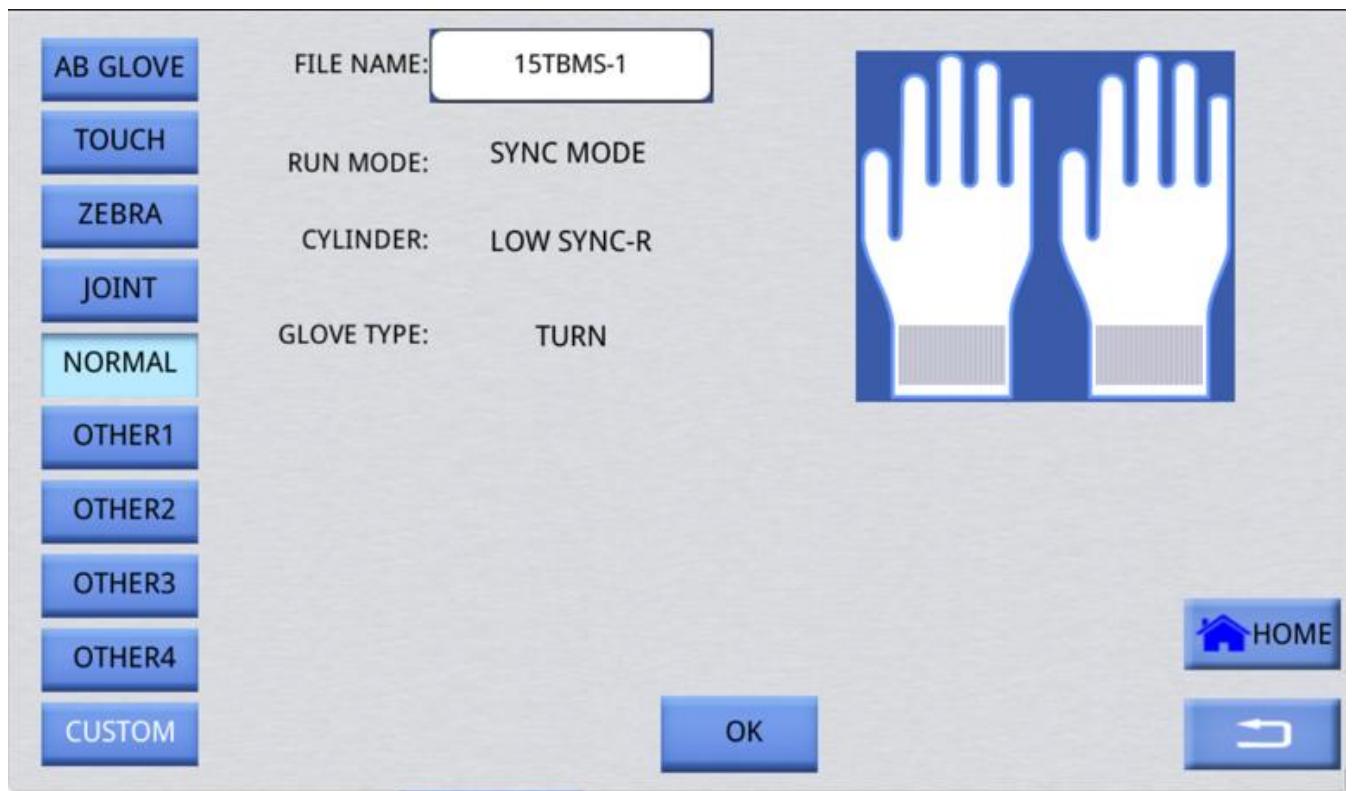 AB GLOVE
TOUCH
ZEBRA
JOINT
NORMAL
OTHER1
OTHER2
OTHER3
OTHER4
CUSTOM
FILE NAME: 15TBMS-1
RUN MODE: SYNC MODE
CYLINDER: LOW SYNC-R
GLOVE TYPE: TURN
HOME
OK